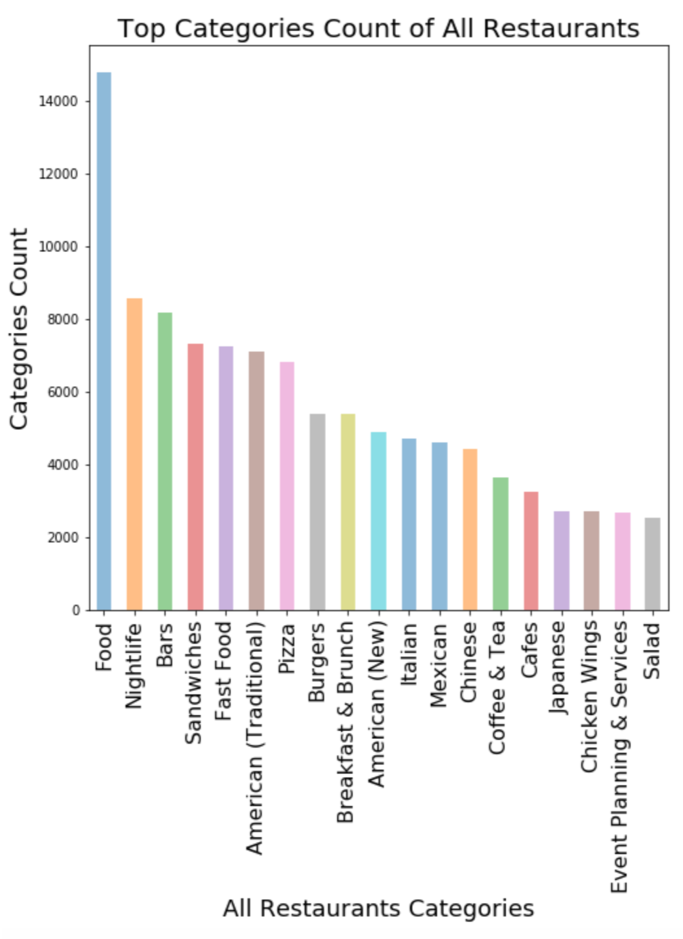 Top Categories Count of All Restaurants
Categories Count
14000
12000
10000
8000
6000
4000
2000
0
Food
Nightlife
Bars
Sandwiches
Fast Food
American (Traditional)
Pizza
Burgers
Breakfast & Brunch
American (New)
Italian
Mexican
Chinese
Coffee & Tea
Cafes
Japanese
Chicken Wings
Event Planning & Services
Salad
All Restaurants Categories